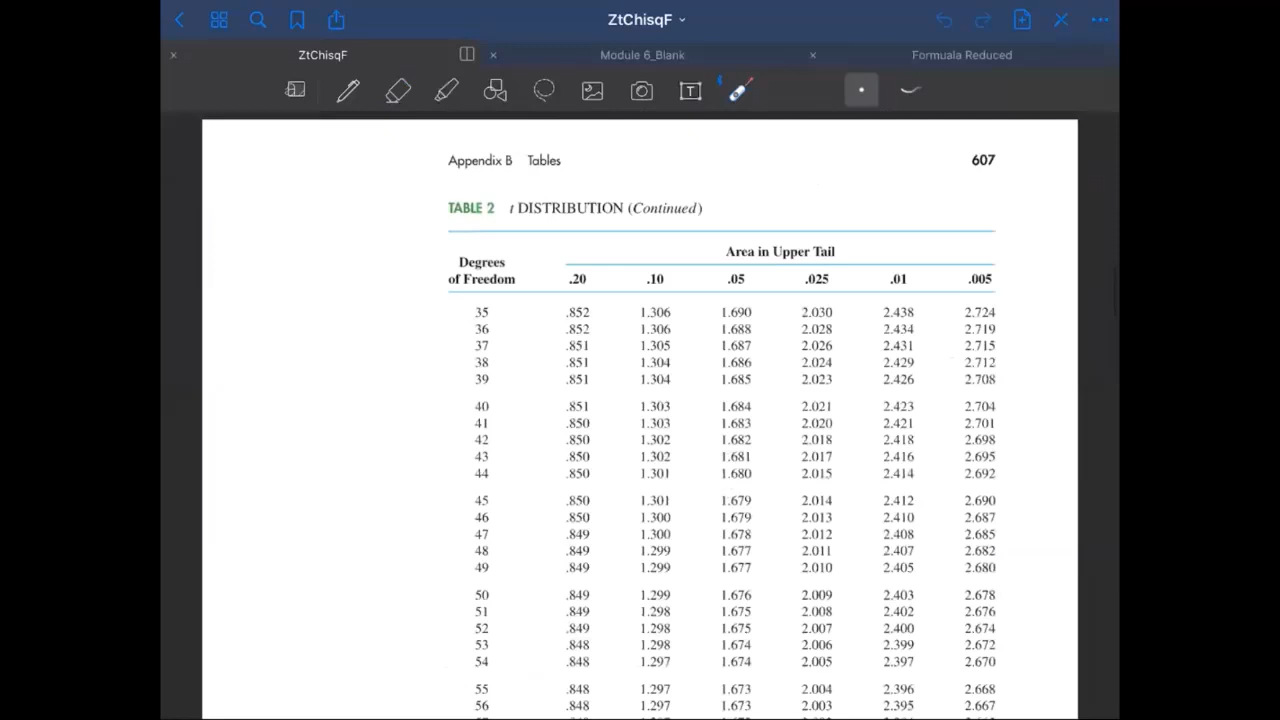 ZtChisqF
ZtChisqF
Module 6_Blank
Formuala Reduced
Appendix B Tables 607
TABLE 2 t DISTRIBUTION (Continued)
Area in Upper Tail
Degrees
of Freedom .20 .10 .05 .025 .01 .005
35 .852 1.306 1.690 2.030 2.438 2.724
36 .852 1.306 1.688 2.028 2.434 2.719
37 .851 1.305 1.687 2.026 2.431 2.715
38 .851 1.304 1.686 2.024 2.429 2.712
39 .851 1.304 1.685 2.023 2.426 2.708
40 .851 1.303 1.684 2.021 2.423 2.704
41 .850 1.303 1.683 2.020 2.421 2.701
42 .850 1.302 1.682 2.018 2.418 2.698
43 .850 1.302 1.681 2.017 2.416 2.695
44 .850 1.301 1.680 2.015 2.414 2.692
45 .850 1.301 1.679 2.014 2.412 2.690
46 .850 1.300 1.679 2.013 2.410 2.687
47 .849 1.300 1.678 2.012 2.408 2.685
48 .849 1.299 1.677 2.011 2.407 2.682
49 .849 1.299 1.677 2.010 2.405 2.680
50 .849 1.299 1.676 2.009 2.403 2.678
51 .849 1.298 1.675 2.008 2.402 2.676
52 .849 1.298 1.675 2.007 2.400 2.674
53 .848 1.298 1.674 2.006 2.399 2.672
54 .848 1.297 1.674 2.005 2.397 2.670
55 .848 1.297 1.673 2.004 2.396 2.668
56 .848 1.297 1.673 2.003 2.395 2.667